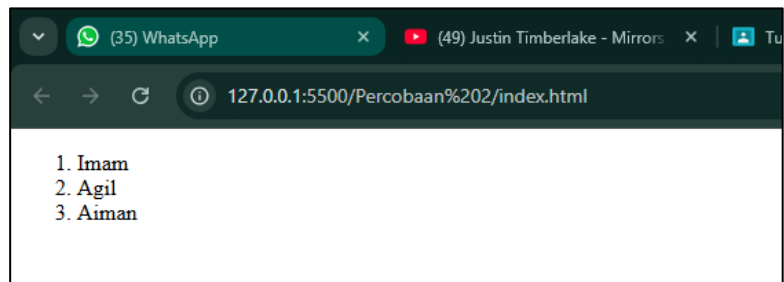 (35) WhatsApp
(49) Justin Timberlake - Mirrors
127.0.0.1:5500/Percobaan%202/index.html
1. Imam
2. Agil
3. Aiman